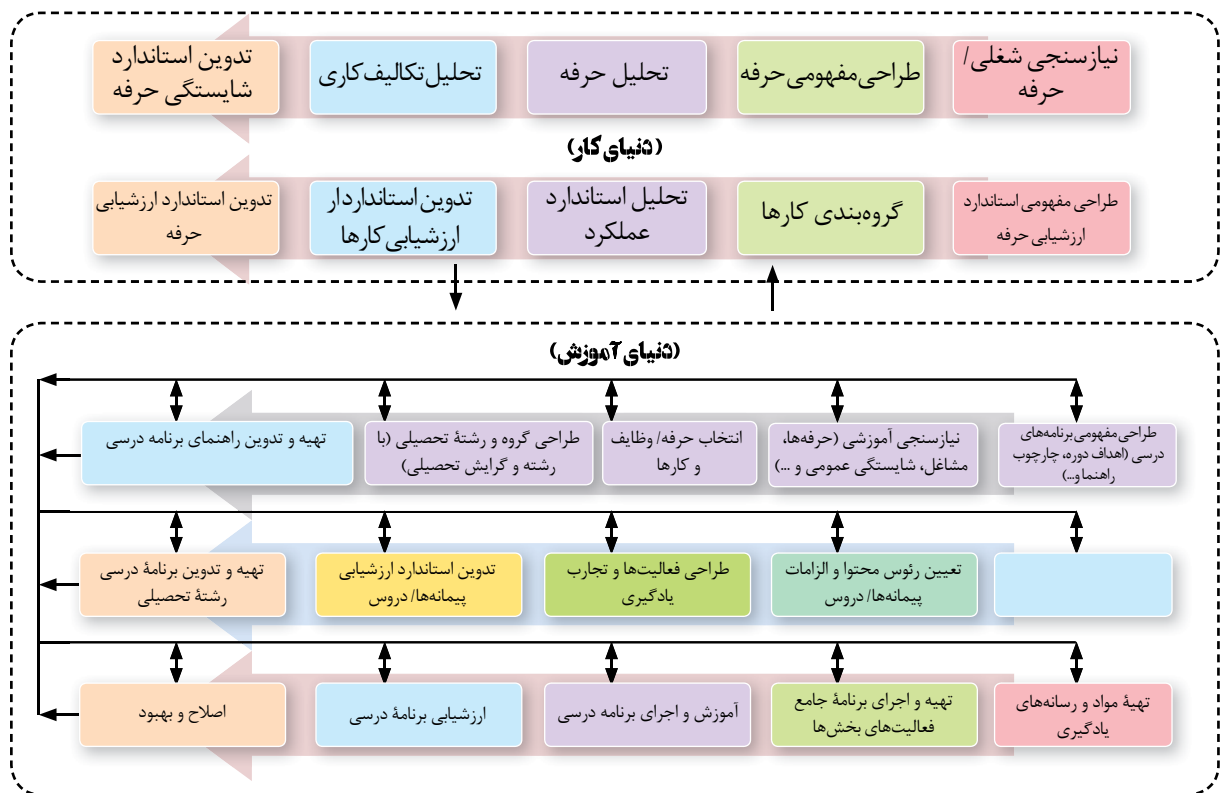 نیازسنجی شغلی/
حرفه
طراحی مفهومی حرفه
تحلیل حرفه
تحلیل تکالیف کاری
تدوین استاندارد
شایستگی حرفه
(دنیای کار)
طراحی مفهومی استاندارد
ارزشیابی حرفه
گروه‌بندی کارها
تحلیل استاندارد
عملکرد
تدوین استانداردار
ارزشیابی کارها
تدوین استاندارد ارزشیابی
حرفه
(دنیای آموزش)
طراحی مفهومی برنامه‌های
درسی (اهداف دوره، چارچوب
راهنما و...)
نیازسنجی آموزشی (حرفه‌ها،
مشاغل، شایستگی عمومی و ...)
انتخاب حرفه/ وظایف
و کارها
طراحی گروه و رشتهٔ تحصیلی (با
رشته و گرایش تحصیلی)
تهیه و تدوین راهنمای برنامه درسی
تعیین رئوس محتوا و الزامات
پیمانه‌ها/ دروس
طراحی فعالیت‌ها و تجارب
یادگیری
تدوین استاندارد ارزشیابی
پیمانه‌ها/ دروس
تهیه و تدوین برنامهٔ درسی
رشتهٔ تحصیلی
تهیهٔ مواد و رسانه‌های
یادگیری
تهیه و اجرای برنامهٔ جامع
فعالیت‌های بخش‌ها
آموزش و اجرای برنامه درسی
ارزشیابی برنامهٔ درسی
اصلاح و بهبود